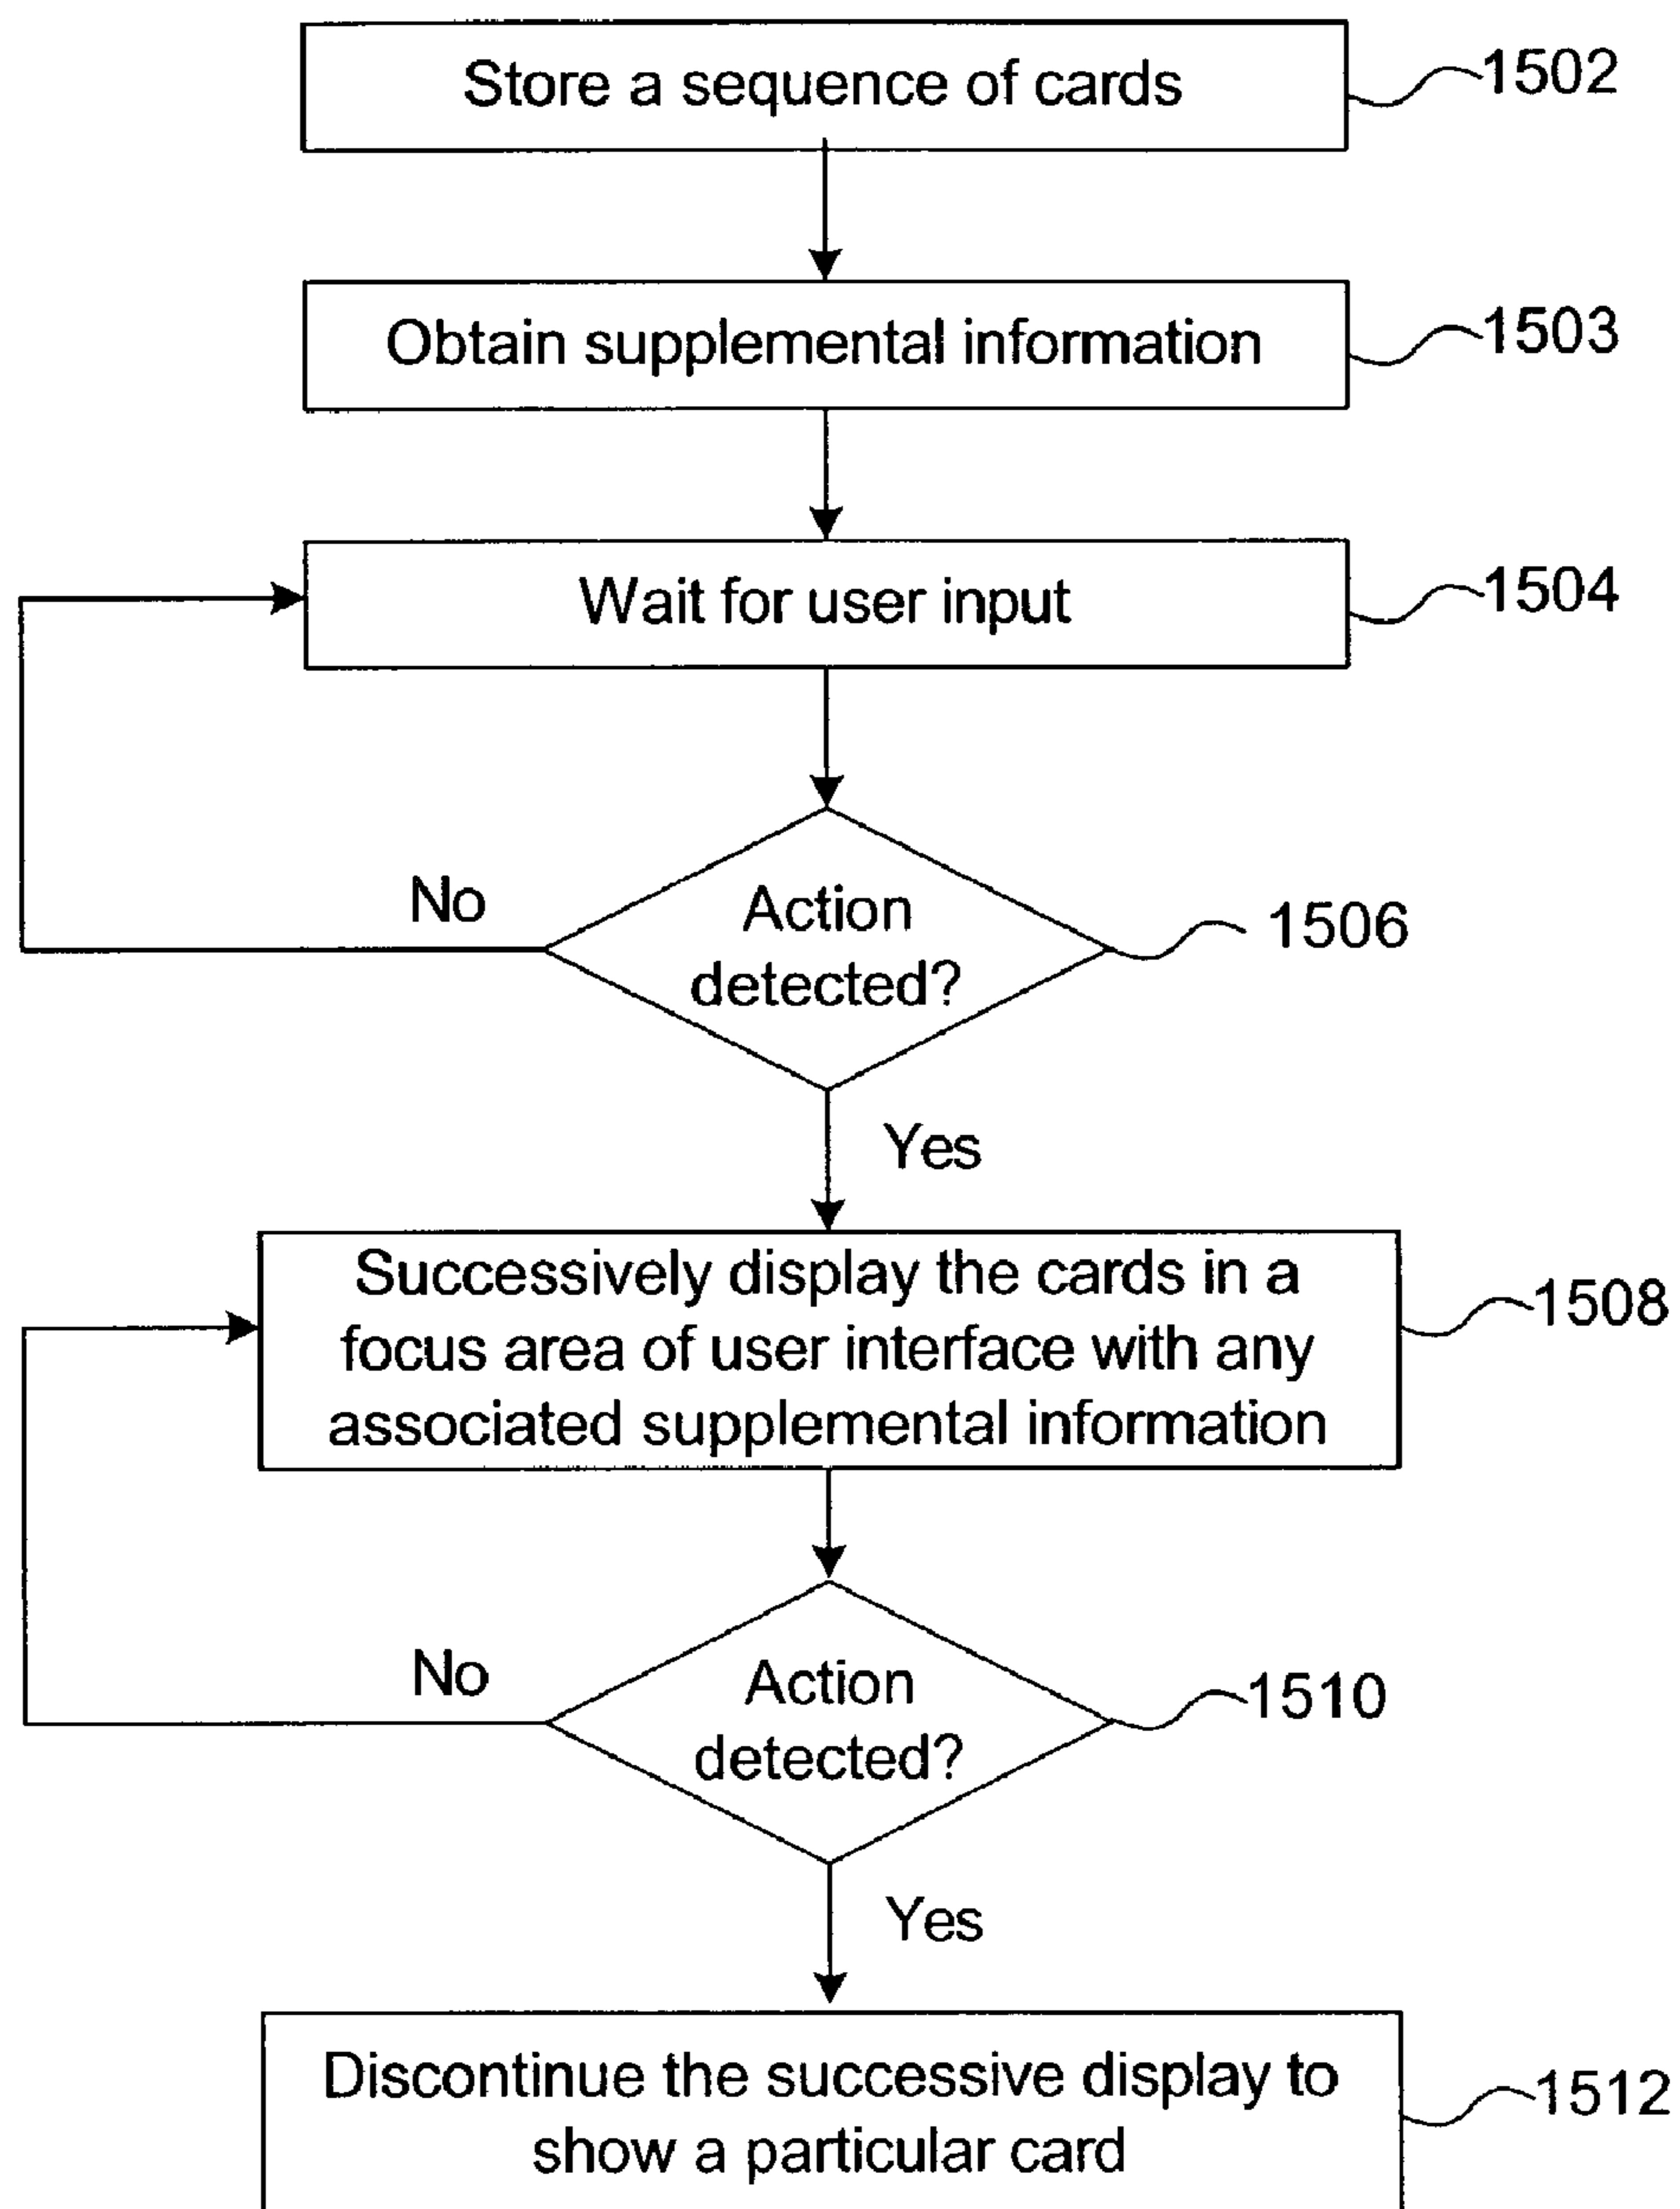 Store a sequence of cards
1502
Obtain supplemental information
1503
Wait for user input
1504
No
Action
detected?
1506
Yes
Successively display the cards in a
focus area of user interface with any
associated supplemental information
1508
No
Action
detected?
1510
Yes
Discontinue the successive display to
show a particular card
1512